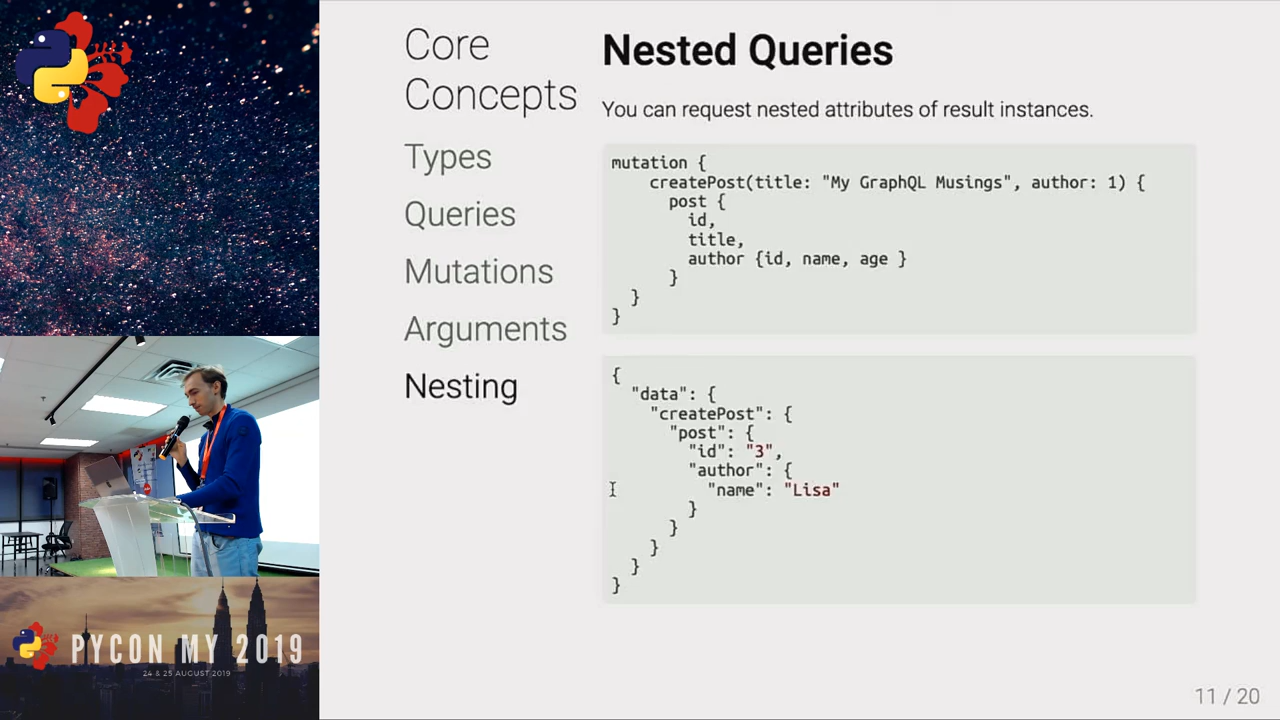 Core
Concepts
Types
Queries
Mutations
Arguments
Nesting
Nested Queries
You can request nested attributes of result instances.
mutation {
    createPost(title: "My GraphQL Musings", author: 1) {
      post {
        id,
        title,
        author {id, name, age }
      }
  }
}
{
  "data": {
    "createPost": {
      "post": {
        "id": "3",
        "author": {
          "name": "Lisa"
        }
      }
    }
  }
}
PYCON MY 2019
24 & 25 AUGUST 2019
11 / 20